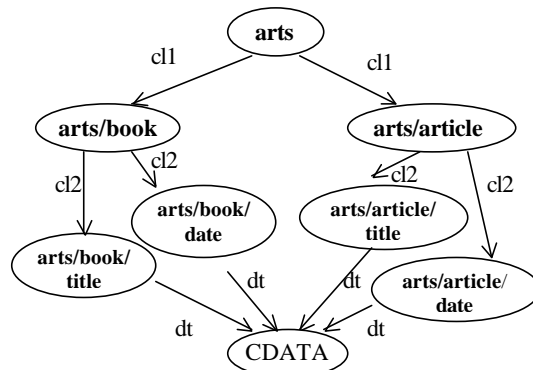 arts
cl1
cl1
arts/book
arts/article
cl2
cl2
cl2
cl2
arts/book/
date
arts/article/
title
arts/book/
title
arts/article/
date
dt
dt
dt
dt
CDATA